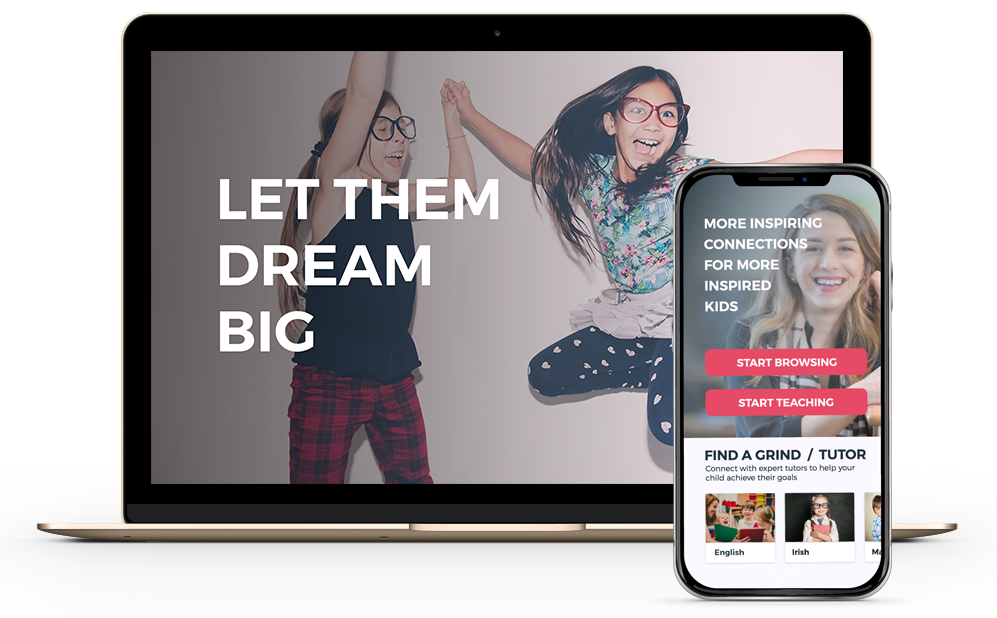 LET THEM
DREAM
BIG
MORE INSPIRING
CONNECTIONS
FOR MORE
INSPIRED
KIDS
START BROWSING
START TEACHING
FIND A GRIND / TUTOR
Connect with expert tutors to help your
child achieve their goals
English
Irish
Ma